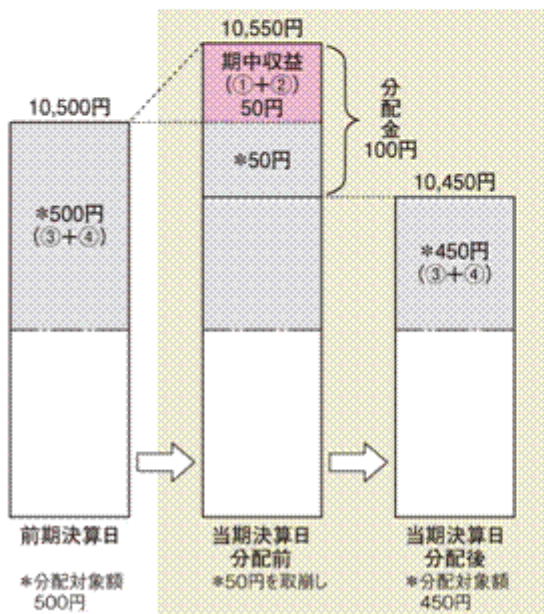 10,500円
*500円
(③+④)
前期決算日
*分配対象額
500円
10,550円
期中収益
(①+②)
50円
*50円
分配金
100円
当期決算日
分配前
*50円を取崩し
10,450円
*450円
(③+④)
当期決算日
分配後
*分配対象額
450円